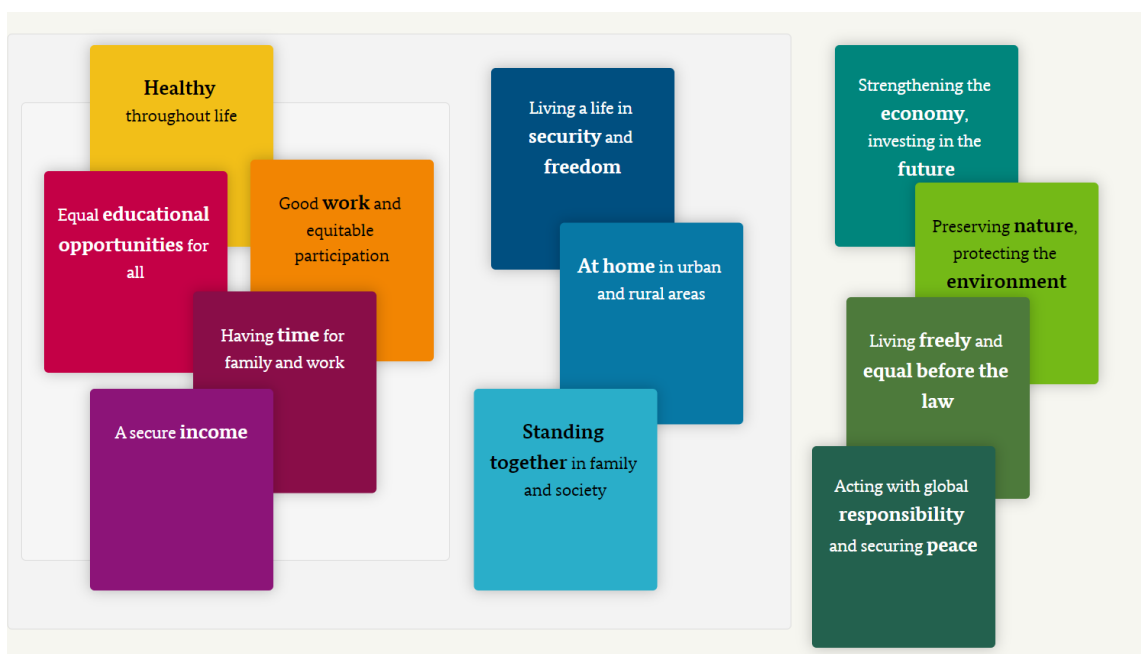 Healthy
throughout life
Equal educational
opportunities for
all
Good work and
equitable
participation
Having time for
family and work
A secure income
Living a life in
security and
freedom
At home in urban
and rural areas
Standing
together in family
and society
Strengthening the
economy,
investing in the
future
Preserving nature,
protecting the
environment
Living freely and
equal before the
law
Acting with global
responsibility
and securing peace